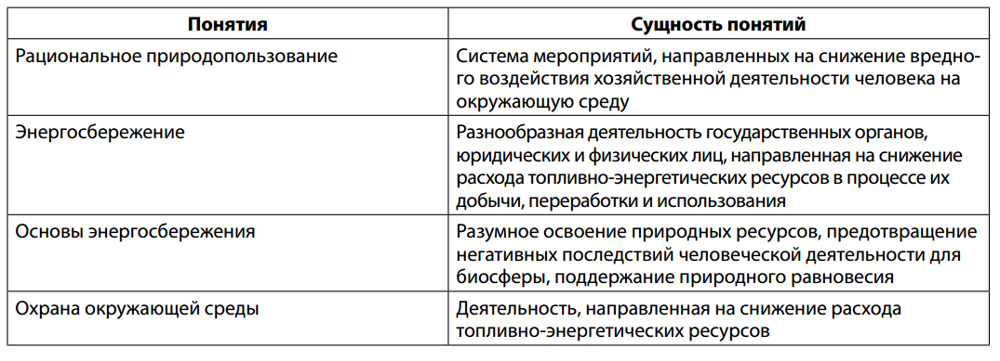 Понятия
Сущность понятий
Рациональное природопользование
Система мероприятий, направленных на снижение вредно-
го воздействия хозяйственной деятельности человека на
окружающую среду
Энергосбережение
Разнообразная деятельность государственных органов,
юридических и физических лиц, направленная на снижение
расхода топливно-энергетических ресурсов в процессе их
добычи, переработки и использования
Основы энергосбережения
Разумное освоение природных ресурсов, предотвращение
негативных последствий человеческой деятельности для
биосферы, поддержание природного равновесия
Охрана окружающей среды
Деятельность, направленная на снижение расхода
топливно-энергетических ресурсов